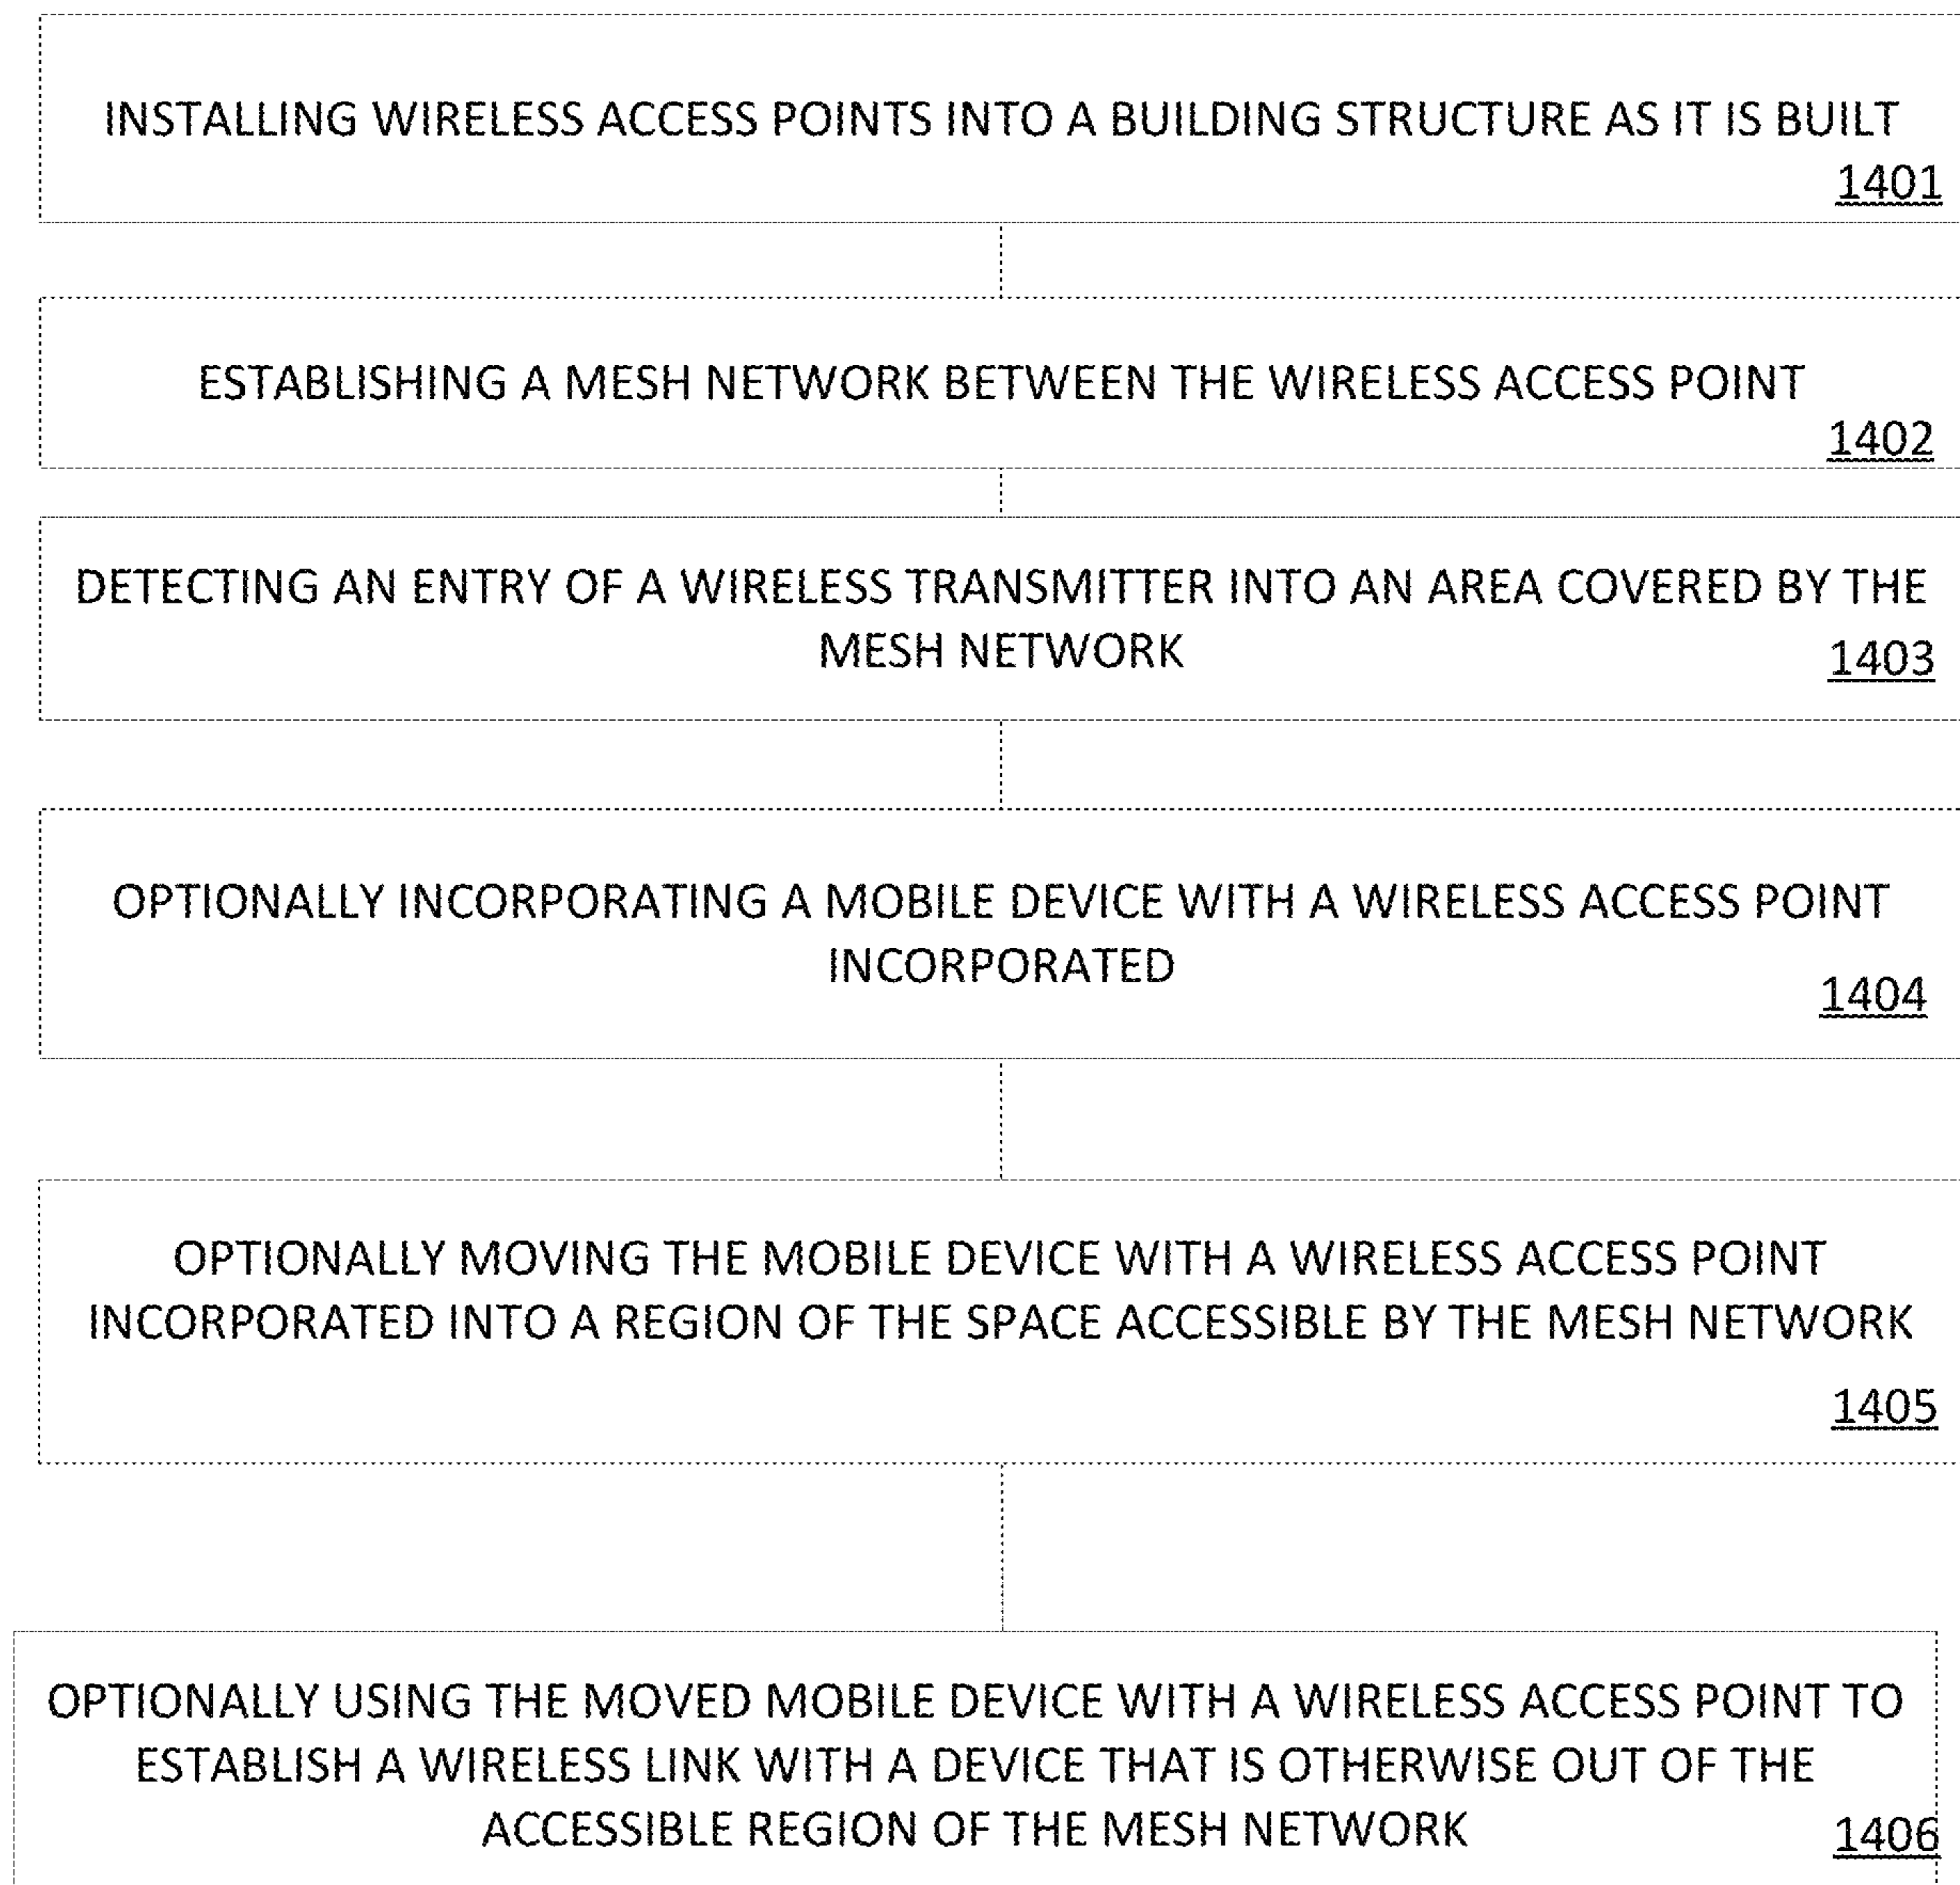 INSTALLING WIRELESS ACCESS POINTS INTO A BUILDING STRUCTURE AS IT IS BUILT
1401
ESTABLISHING A MESH NETWORK BETWEEN THE WIRELESS ACCESS POINT
1402
DETECTING AN ENTRY OF A WIRELESS TRANSMITTER INTO AN AREA COVERED BY THE
MESH NETWORK
1403
OPTIONALLY INCORPORATING A MOBILE DEVICE WITH A WIRELESS ACCESS POINT
INCORPORATED
1404
OPTIONALLY MOVING THE MOBILE DEVICE WITH A WIRELESS ACCESS POINT
INCORPORATED INTO A REGION OF THE SPACE ACCESSIBLE BY THE MESH NETWORK
1405
OPTIONALLY USING THE MOVED MOBILE DEVICE WITH A WIRELESS ACCESS POINT TO
ESTABLISH A WIRELESS LINK WITH A DEVICE THAT IS OTHERWISE OUT OF THE
ACCESSIBLE REGION OF THE MESH NETWORK
1406